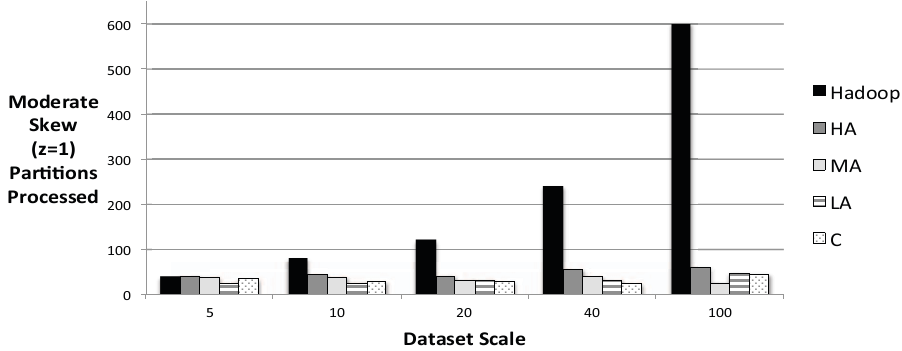 600
500
400
300
200
100
0
Moderate
Skew
(z=1)
Partitions
Processed
5 10 20 40 100
Dataset Scale
Hadoop
HA
MA
LA
C